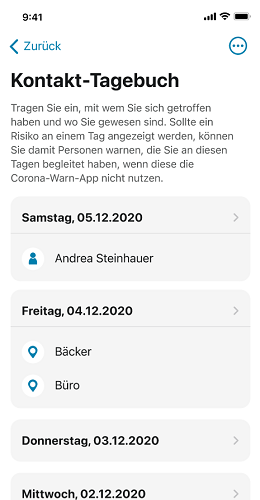 9:41
Zurück
Kontakt-Tagebuch
Tragen Sie ein, mit wem Sie sich getroffen
haben und wo Sie gewesen sind. Sollte ein
Risiko an einem Tag angezeigt werden, können
Sie damit Personen warnen, die Sie an diesen
Tagen begleitet haben, wenn diese die
Corona-Warn-App nicht nutzen.
Samstag, 05.12.2020
Andrea Steinhauer
Freitag, 04.12.2020
Bäcker
Büro
Donnerstag, 03.12.2020
Mittwoch, 02.12.2020